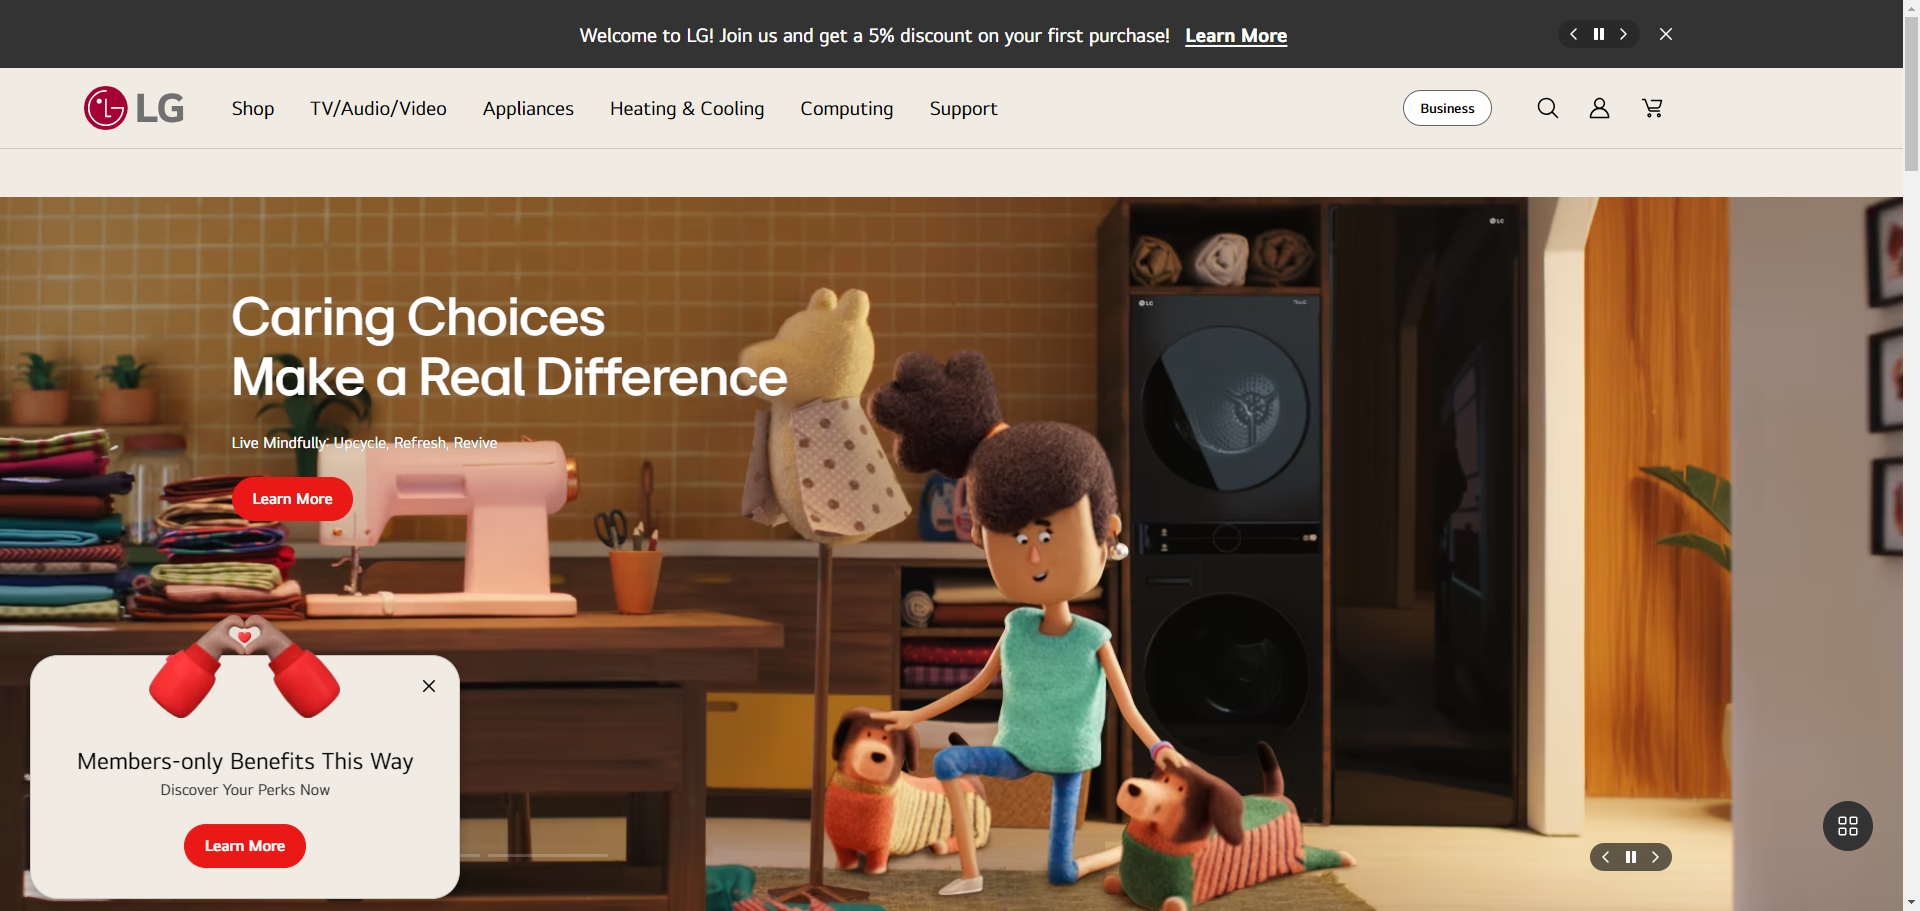 Welcome to LG! Join us and get a 5% discount on your first purchase! Learn More
LG Shop TV/Audio/Video Appliances Heating & Cooling Computing Support Business
Caring Choices
Make a Real Difference
Live Mindfully: Upcycle, Refresh, Revive
Learn More
LG
LG
Members-only Benefits This Way
Discover Your Perks Now
Learn More